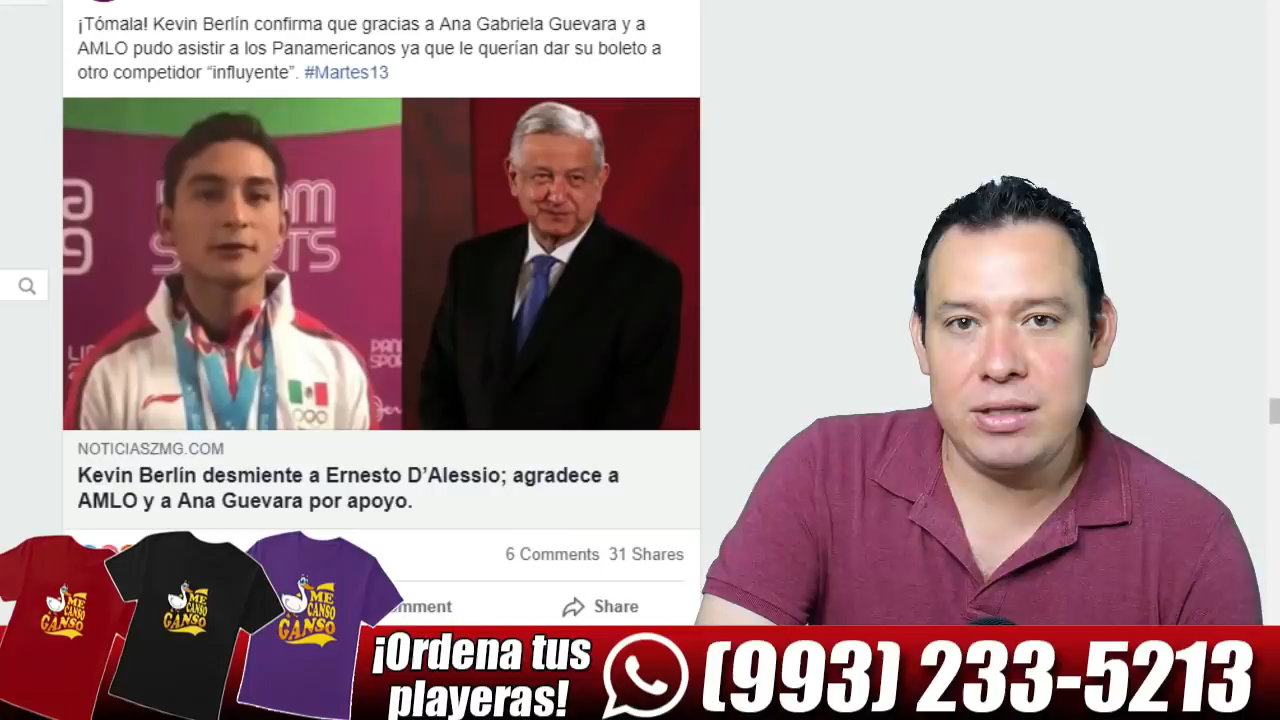 ¡Tómala! Kevin Berlín confirma que gracias a Ana Gabriela Guevara y a
AMLO pudo asistir a los Panamericanos ya que le querían dar su boleto a
otro competidor “influyente”. #Martes13
NOTICIASZMG.COM
Kevin Berlín desmiente a Ernesto D’Alessio; agradece a
AMLO y a Ana Guevara por apoyo.
6 Comments 31 Shares
Share
ME
CANSO
GANSO
ME
CANSO
GANSO
ME
CANSO
GANSO
¡Ordena tus
playeras!
(993) 233-5213